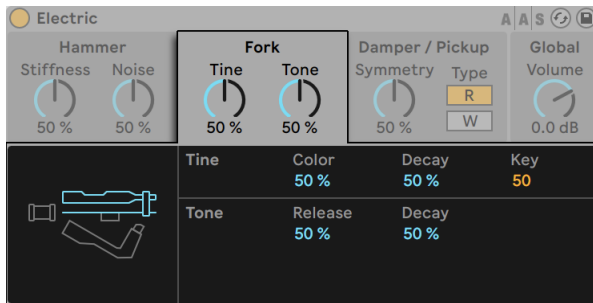 Electric A A S
Hammer Fork Damper / Pickup Global
Stiffness Noise Tine Tone Symmetry Type Volume
R
W
50 % 50 % 50 % 50 % 50 % 0.0 dB
Tine Color Decay Key
50 % 50 % 50
Tone Release Decay
50 % 50 %